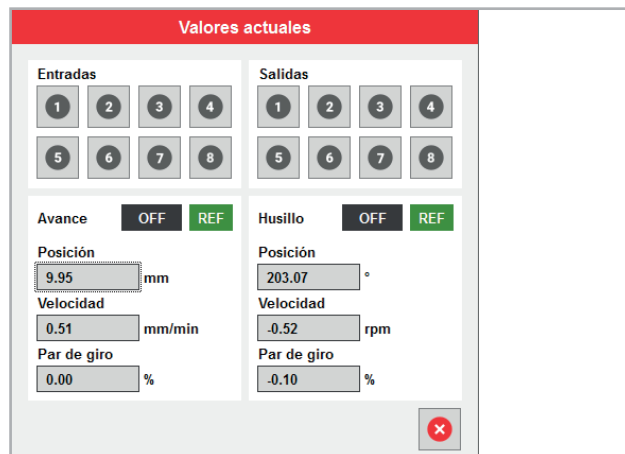 Valores actuales
Entradas
1 2 3 4
5 6 7 8
Salidas
1 2 3 4
5 6 7 8
Avance OFF REF
Posición
9.95 mm
Velocidad
0.51 mm/min
Par de giro
0.00 %
Husillo OFF REF
Posición
203.07 °
Velocidad
-0.52 rpm
Par de giro
-0.10 %